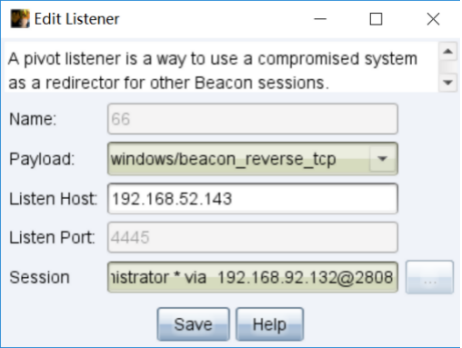 Edit Listener
A pivot listener is a way to use a compromised system
as a redirector for other Beacon sessions.
Name: 66
Payload: windows/beacon_reverse_tcp
Listen Host: 192.168.52.143
Listen Port: 4445
Session nistrator * via 192.168.92.132@2808 ...
Save Help